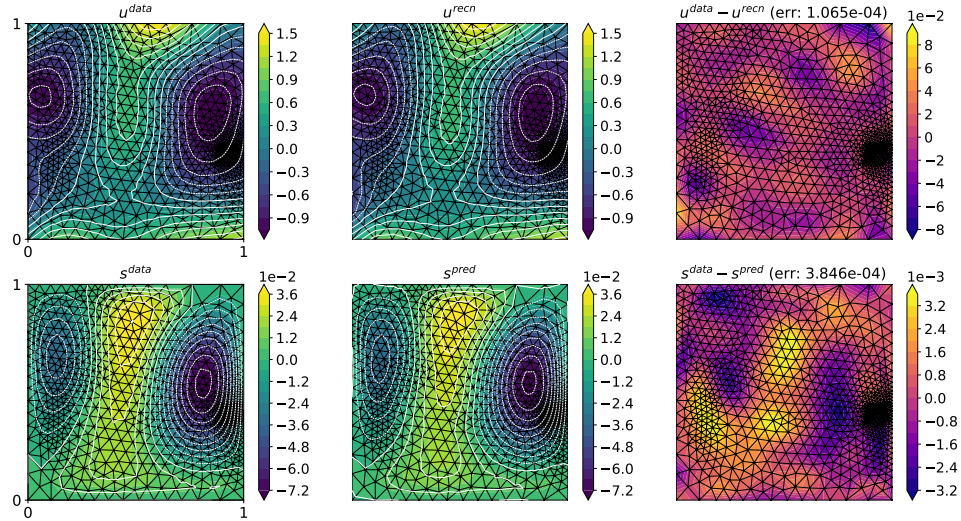 u^data u^recn u^data − u^recn (err: 1.065e-04)
1 1.5 1.5 1e−2
1.2 1.2 8
0.9 0.9 6
0.6 0.6 4
0.3 0.3 2
0.0 0.0 0
−0.3 −0.3 −2
−0.6 −0.6 −4
−0.9 −0.9 −6
−8
0
0 1
s^data 1e−2 s^pred 1e−2 s^data − s^pred (err: 3.846e-04) 1e−3
1 3.6 3.6 3.2
2.4 2.4 2.4
1.2 1.2 1.6
0.0 0.0 0.8
−1.2 −1.2 0.0
−2.4 −2.4 −0.8
−3.6 −3.6 −1.6
−4.8 −4.8 −2.4
−6.0 −6.0 −3.2
−7.2 −7.2
0
0 1